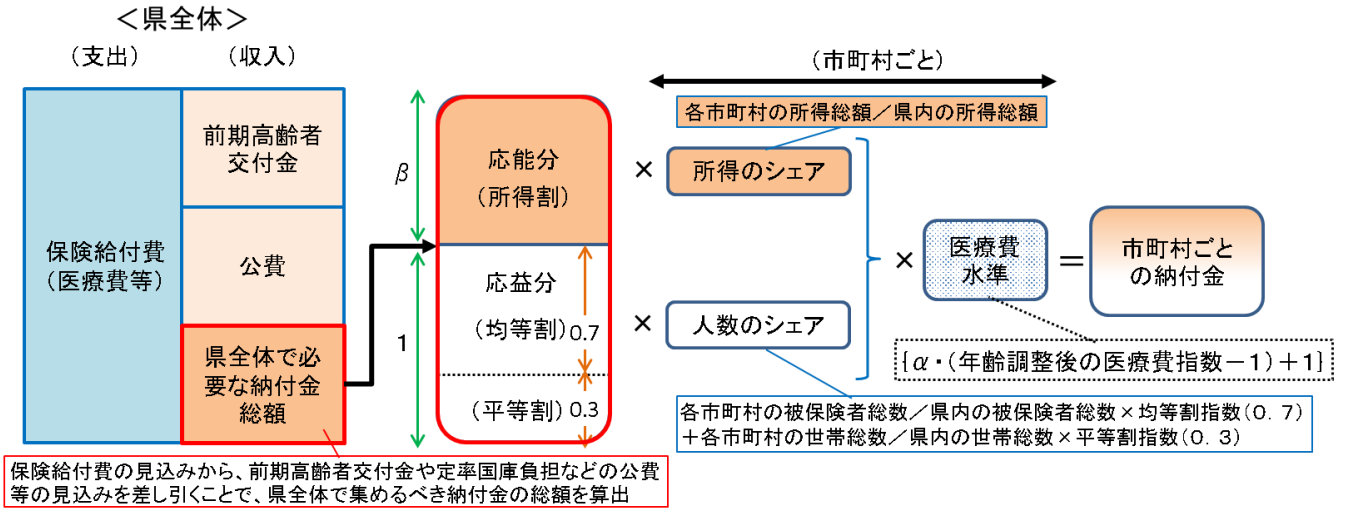 ＜県全体＞
（支出）
（収入）
（市町村ごと）
保険給付費
（医療費等）
前期高齢者
交付金
公費
県全体で必
要な納付金
総額
β
1
応能分
（所得割）
応益分
（均等割）
0.7
（平等割）
0.3
各市町村の所得総額／県内の所得総額
×
所得のシェア
×
人数のシェア
×
医療費
水準
＝
市町村ごと
の納付金
{α・（年齢調整後の医療費指数－1）＋1}
各市町村の被保険者総数／県内の被保険者総数×均等割指数（0．7）
＋各市町村の世帯総数／県内の世帯総数×平等割指数（0．3）
保険給付費の見込みから、前期高齢者交付金や定率国庫負担などの公費
等の見込みを差し引くことで、県全体で集めるべき納付金の総額を算出